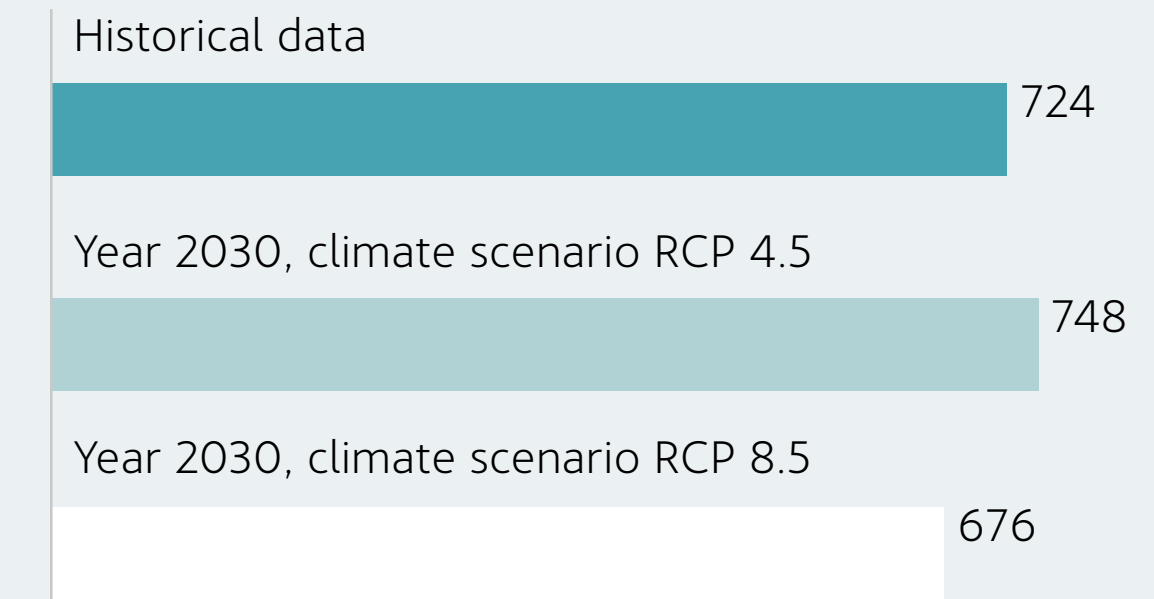 Historical data
724
Year 2030, climate scenario RCP 4.5
748
Year 2030, climate scenario RCP 8.5
676